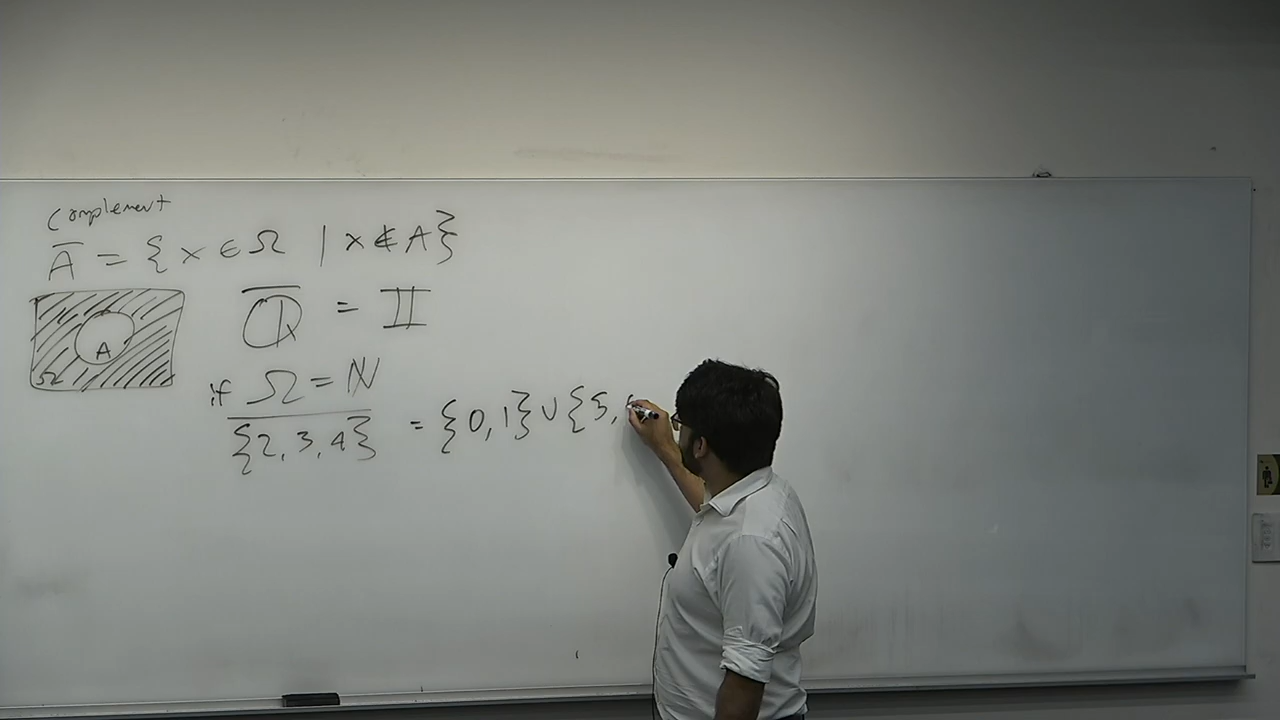 Complement
A̅ = {x ∈ Ω | x ∉ A}
A
Ω
ℚ̅ = 𝕀
if Ω = ℕ
{2, 3, 4}̅ = {0, 1} ∪ {5,